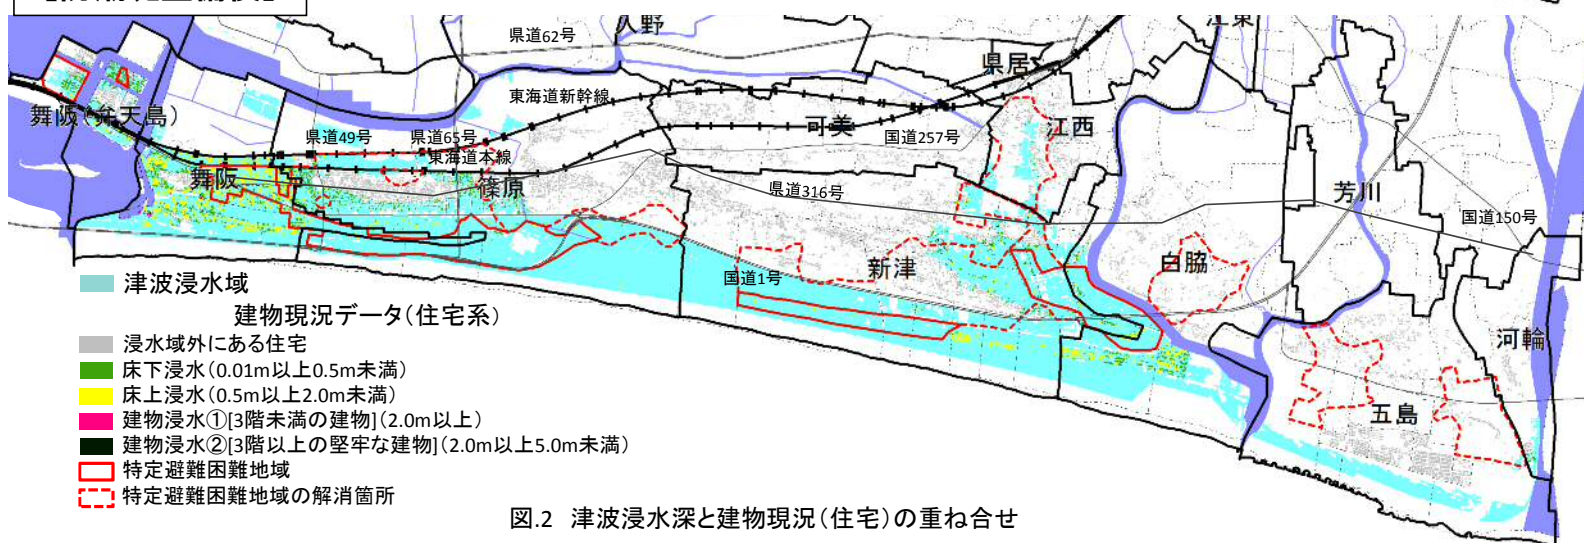 入野
江東
県道62号
県居
東海道新幹線
舞阪(弁天島)
県道49号
県道65号
可美
国道257号
江西
東海道本線
舞阪
篠原
県道316号
芳川
国道150号
新津
白脇
国道1号
津波浸水域
建物現況データ(住宅系)
浸水域外にある住宅
河輪
床下浸水(0.01m以上0.5m未満)
床上浸水(0.5m以上2.0m未満)
建物浸水①[3階未満の建物](2.0m以上)
五島
建物浸水②[3階以上の堅牢な建物](2.0m以上5.0m未満)
特定避難困難地域
特定避難困難地域の解消箇所
図.2 津波浸水深と建物現況(住宅)の重ね合せ